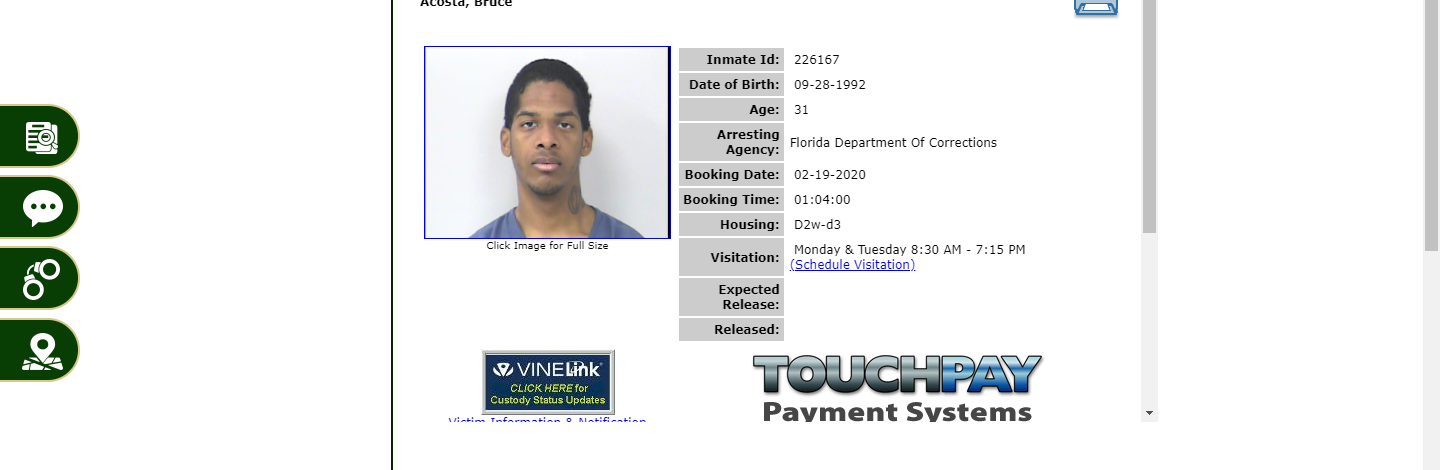 Acosta, Bruce
Inmate Id: 226167
Date of Birth: 09-28-1992
Age: 31
Arresting
Agency: Florida Department Of Corrections
Booking Date: 02-19-2020
Booking Time: 01:04:00
Housing: D2w-d3
Visitation: Monday & Tuesday 8:30 AM - 7:15 PM
(Schedule Visitation)
Expected
Release:
Released:
Click Image for Full Size
VINELink
CLICK HERE for
Custody Status Updates
Victim Information & Notification
TOUCHPAY
Payment Systems